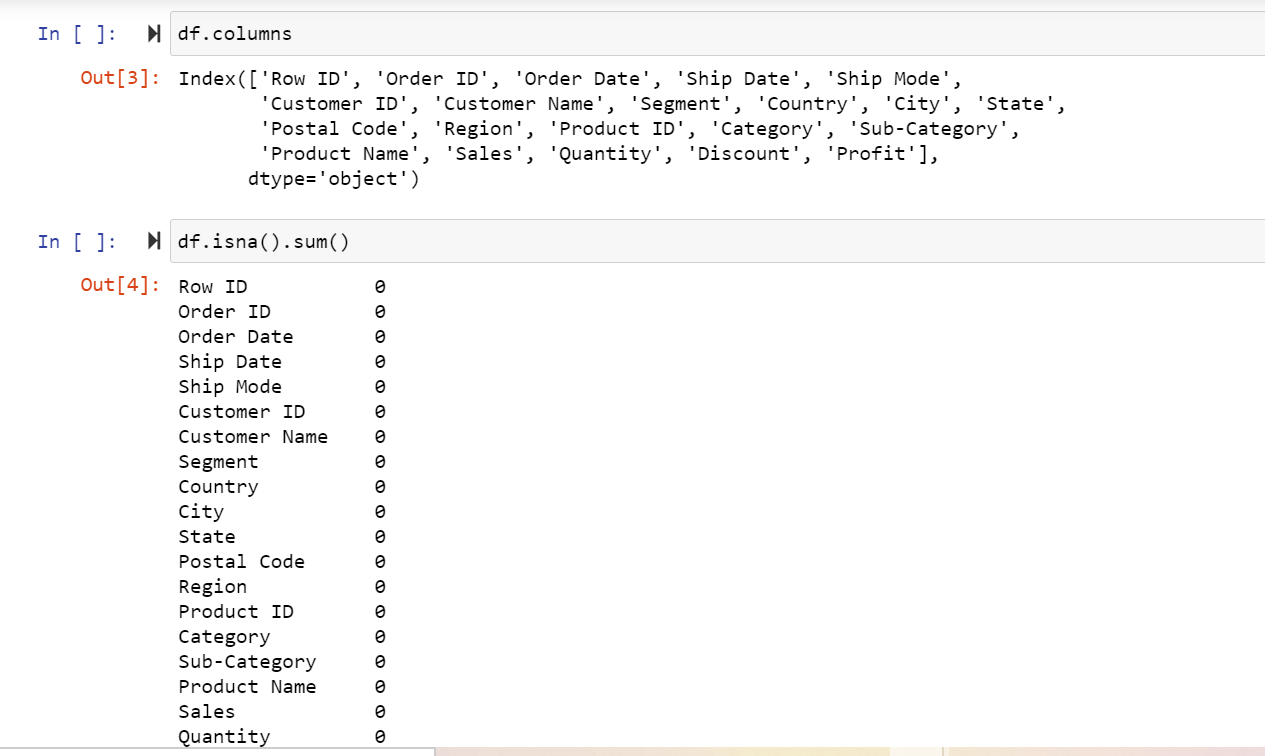 In [ ]: df.columns
Out[3]: Index(['Row ID', 'Order ID', 'Order Date', 'Ship Date', 'Ship Mode',
'Customer ID', 'Customer Name', 'Segment', 'Country', 'City', 'State',
'Postal Code', 'Region', 'Product ID', 'Category', 'Sub-Category',
'Product Name', 'Sales', 'Quantity', 'Discount', 'Profit'],
dtype='object')
In [ ]: df.isna().sum()
Out[4]: Row ID 0
Order ID 0
Order Date 0
Ship Date 0
Ship Mode 0
Customer ID 0
Customer Name 0
Segment 0
Country 0
City 0
State 0
Postal Code 0
Region 0
Product ID 0
Category 0
Sub-Category 0
Product Name 0
Sales 0
Quantity 0